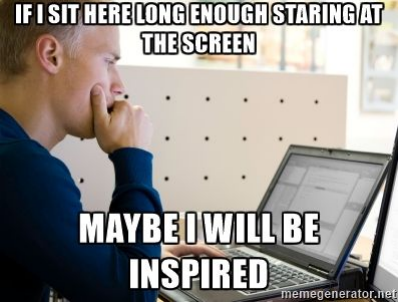 IF I SIT HERE LONG ENOUGH STARING AT
THE SCREEN
MAYBE I WILL BE
INSPIRED
memegenerator.net